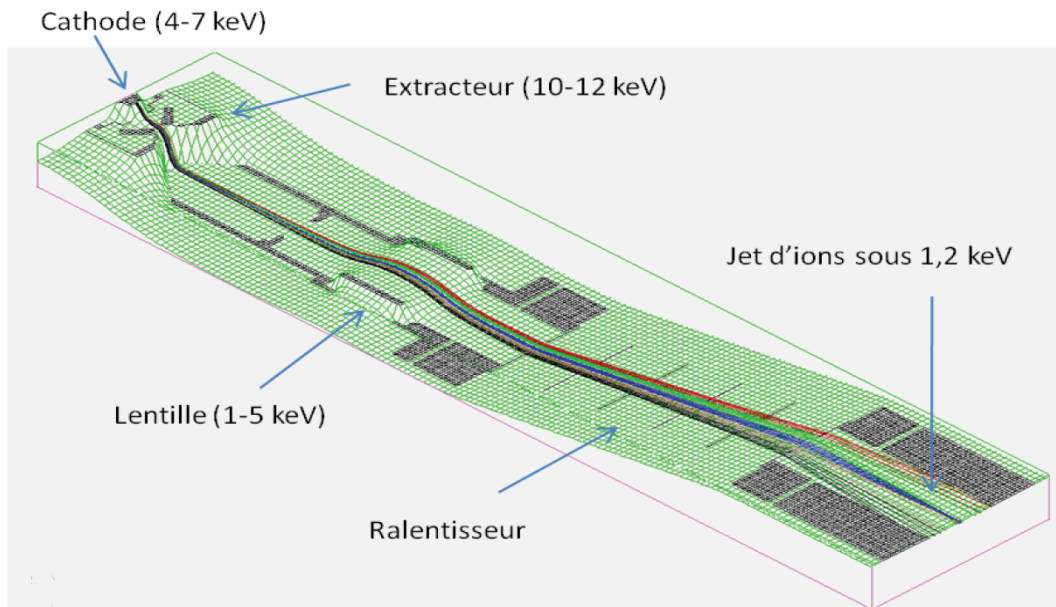 Cathode (4-7 keV)
Extracteur (10-12 keV)
Jet d'ions sous 1,2 keV
Lentille (1-5 keV)
Ralentisseur